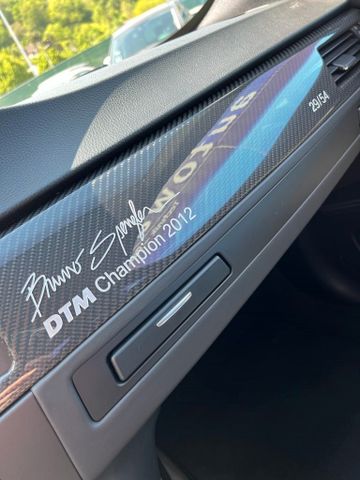 29/54
Bruno Spengler
DTM Champion 2012